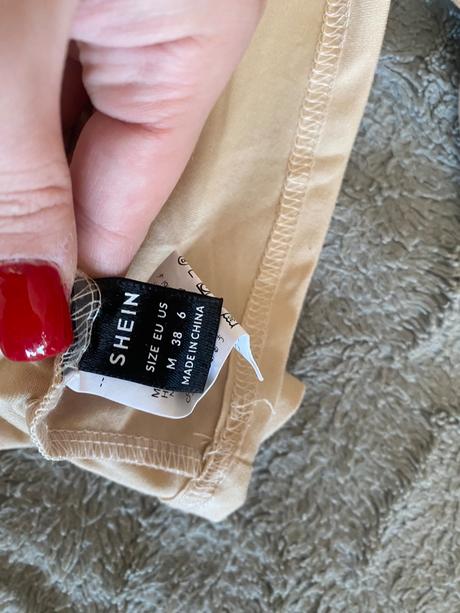 SHEIN
SIZE EU US
M 38 6
MADE IN CHINA